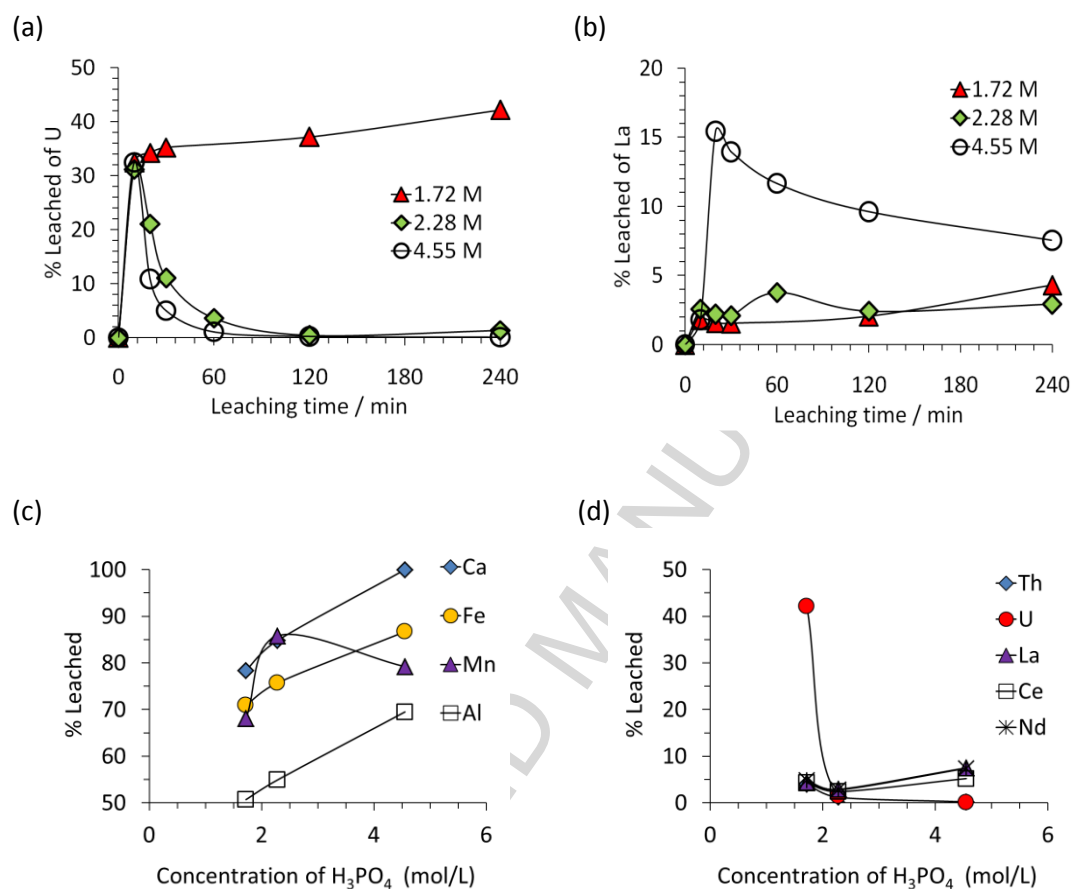 (a)
50
40
30
20
10
0
% Leached of U
1.72 M
2.28 M
4.55 M
0 60 120 180 240
Leaching time / min
(b)
20
15
10
5
0
% Leached of La
1.72 M
2.28 M
4.55 M
0 60 120 180 240
Leaching time / min
(c)
100
90
80
70
60
50
% Leached
Ca
Fe
Mn
Al
0 2 4 6
Concentration of H₃PO₄ (mol/L)
(d)
50
40
30
20
10
0
% Leached
Th
U
La
Ce
Nd
0 2 4 6
Concentration of H₃PO₄ (mol/L)
D MANU